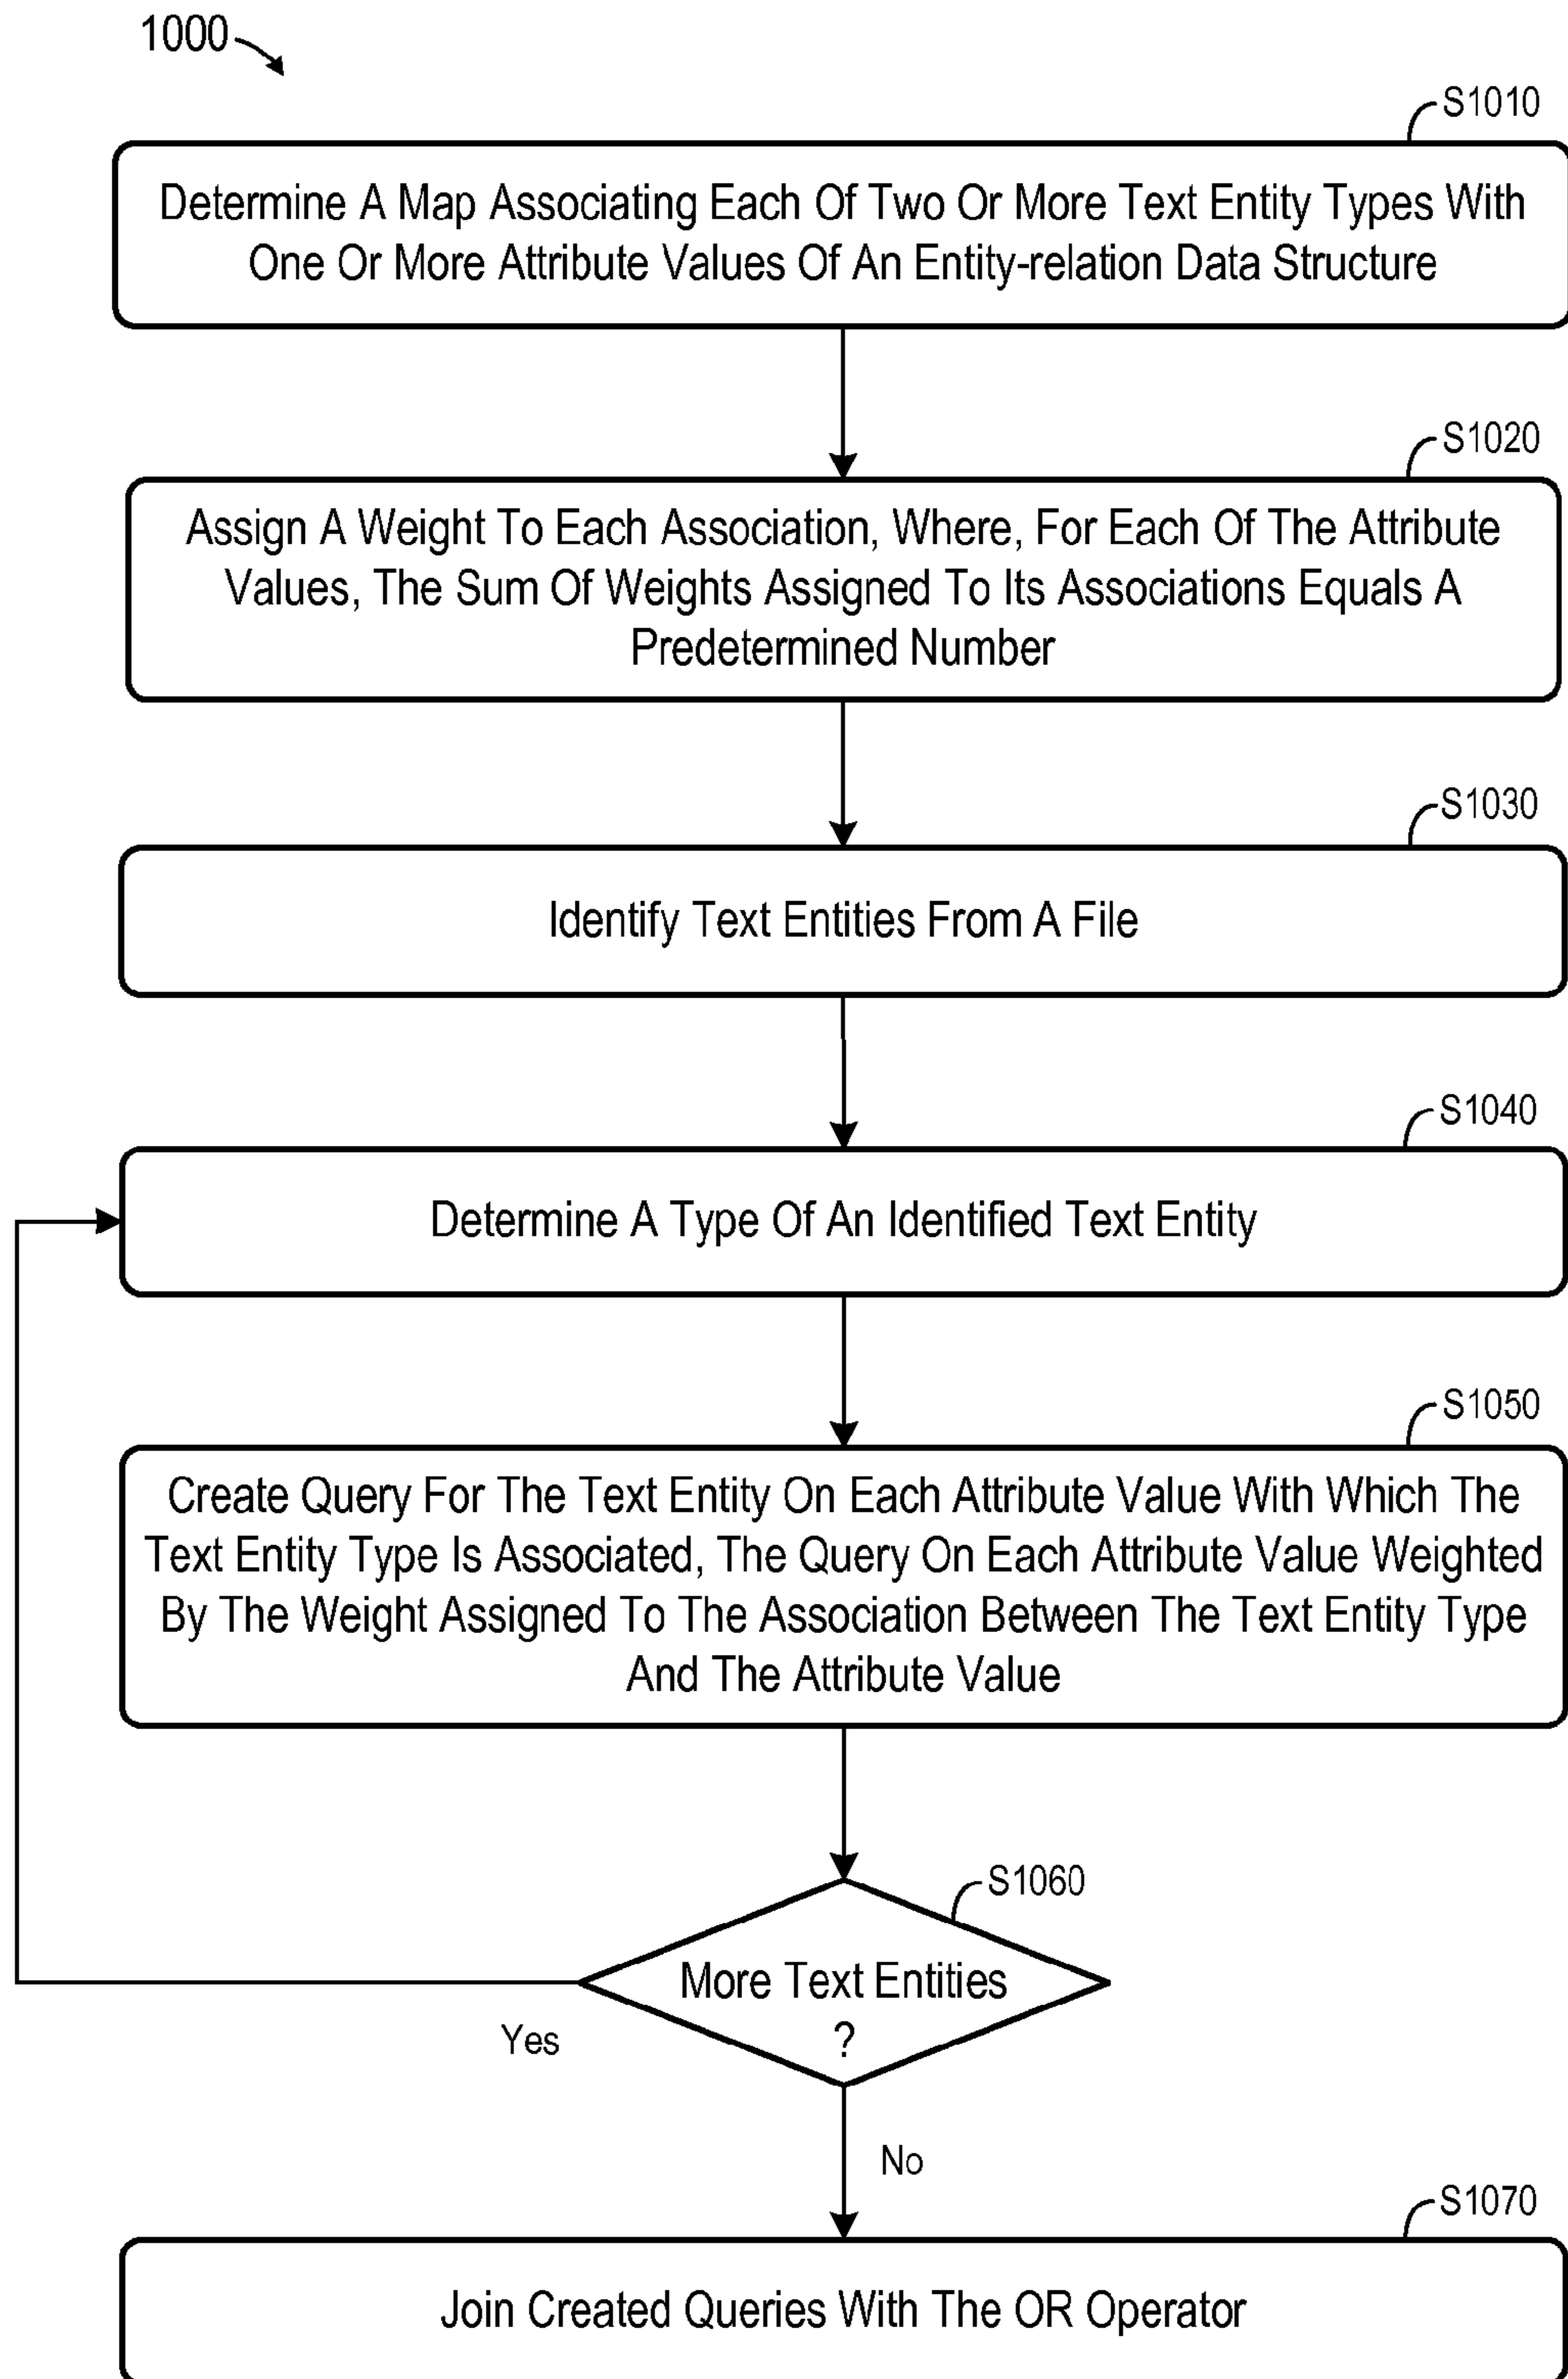 1000
S1010
Determine A Map Associating Each Of Two Or More Text Entity Types With
One Or More Attribute Values Of An Entity-relation Data Structure
S1020
Assign A Weight To Each Association, Where, For Each Of The Attribute
Values, The Sum Of Weights Assigned To Its Associations Equals A
Predetermined Number
S1030
Identify Text Entities From A File
S1040
Determine A Type Of An Identified Text Entity
S1050
Create Query For The Text Entity On Each Attribute Value With Which The
Text Entity Type Is Associated, The Query On Each Attribute Value Weighted
By The Weight Assigned To The Association Between The Text Entity Type
And The Attribute Value
S1060
More Text Entities
?
Yes
No
S1070
Join Created Queries With The OR Operator